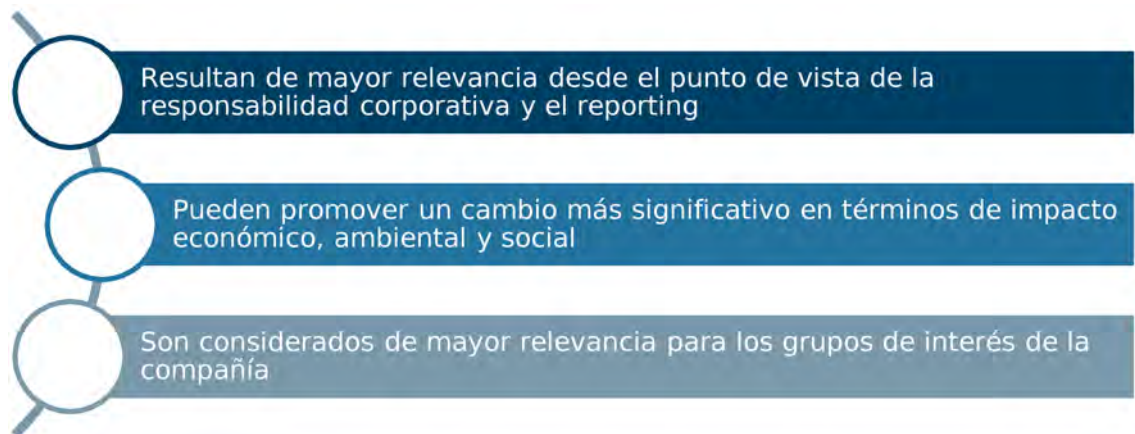 Resultan de mayor relevancia desde el punto de vista de la
responsabilidad corporativa y el reporting
Pueden promover un cambio más significativo en términos de impacto
económico, ambiental y social
Son considerados de mayor relevancia para los grupos de interés de la
compañía